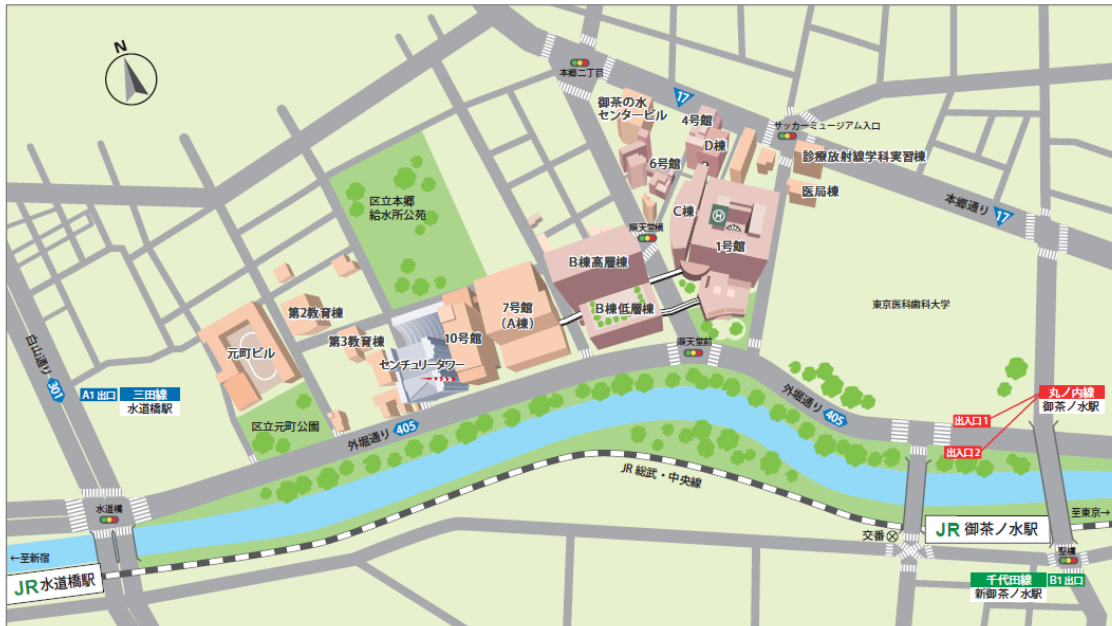 N
本郷二丁目
17
御茶の水
センタービル
4号館
サッカーミュージアム入口
D棟
6号館
診療放射線学科実習棟
医局棟
区立本郷
給水所公苑
C棟
H
本郷通り
17
順天堂横
1号館
B棟高層棟
東京医科歯科大学
第2教育棟
7号館
(A棟)
B棟低層棟
第3教育棟
10号館
元町ビル
センチュリータワー
順天堂前
白山通り
301
A1出口
三田線
水道橋駅
外堀通り
405
丸ノ内線
御茶ノ水駅
出入口1
区立元町公園
外堀通り
405
出入口2
JR 総武・中央線
水道橋
至東京→
JR 御茶ノ水駅
交番
←至新宿
聖橋
JR 水道橋駅
千代田線
B1出口
新御茶ノ水駅